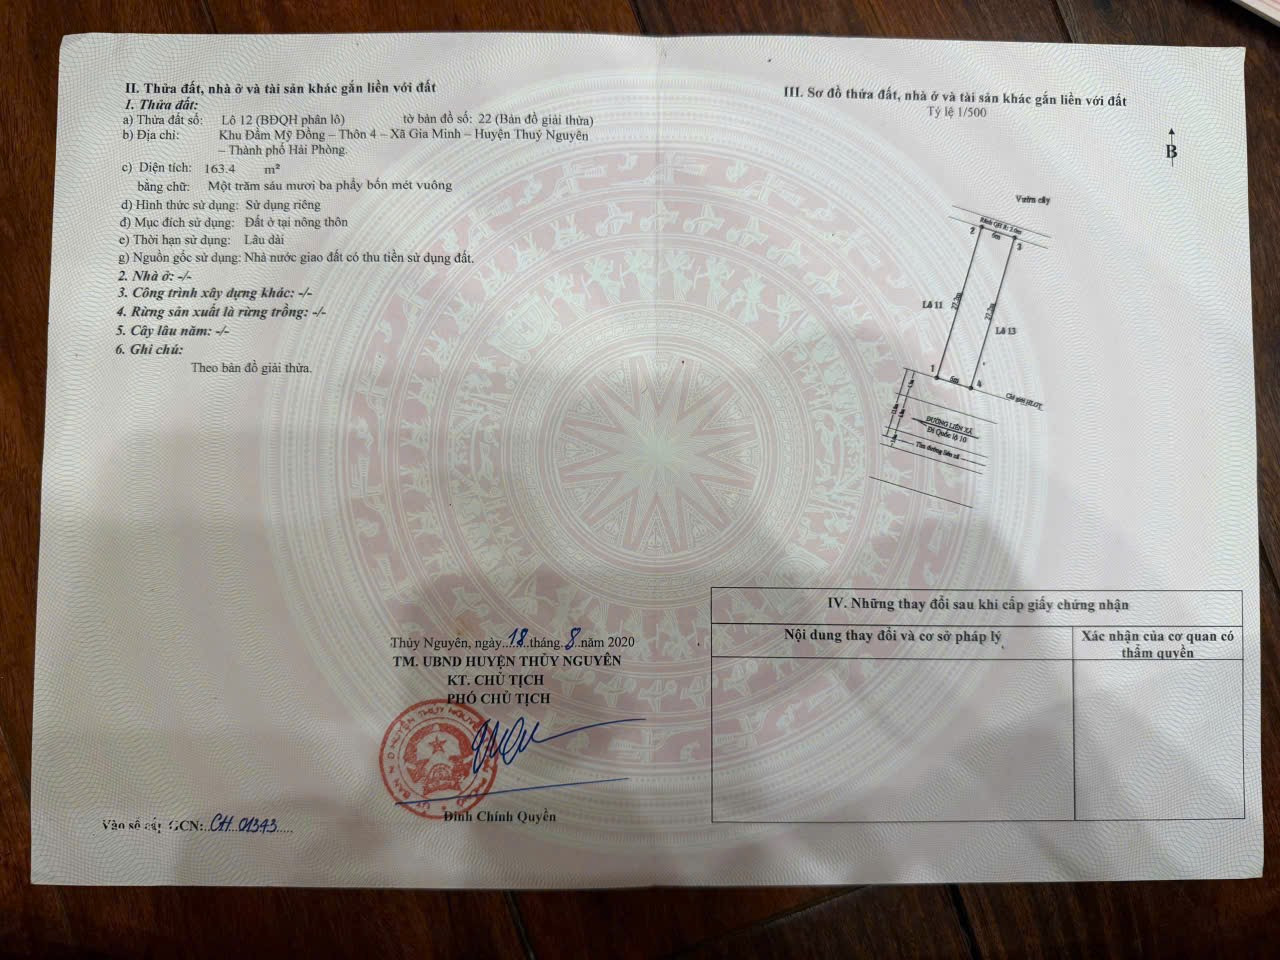 II. Thửa đất, nhà ở và tài sản khác gắn liền với đất
1. Thửa đất:
a) Thửa đất số: Lô 12 (BĐQH phân lô) tờ bản đồ số: 22 (Bản đồ giải thửa)
b) Địa chỉ: Khu Đầm Mỹ Đồng – Thôn 4 – Xã Gia Minh – Huyện Thuỷ Nguyên
– Thành phố Hải Phòng.
c) Diện tích: 163.4 m²
bằng chữ: Một trăm sáu mươi ba phẩy bốn mét vuông
d) Hình thức sử dụng: Sử dụng riêng
đ) Mục đích sử dụng: Đất ở tại nông thôn
e) Thời hạn sử dụng: Lâu dài
g) Nguồn gốc sử dụng: Nhà nước giao đất có thu tiền sử dụng đất.
2. Nhà ở: -/-
3. Công trình xây dựng khác: -/-
4. Rừng sản xuất là rừng trồng: -/-
5. Cây lâu năm: -/-
6. Ghi chú:
Theo bản đồ giải thửa.
Thủy Nguyên, ngày....18.tháng..8..năm 2020
TM. UBND HUYỆN THỦY NGUYÊN
KT. CHỦ TỊCH
PHÓ CHỦ TỊCH
Đinh Chính Quyền
Vào sổ cấp GCN:..CH 01343.....
III. Sơ đồ thửa đất, nhà ở và tài sản khác gắn liền với đất
Tỷ lệ 1/500
B
Vườn cây
2
6m
3
Lô 11
22.2m
Lô 13
1
6m
4
ĐƯỜNG LIÊN XÃ
Đi Quốc lộ 10
Tim đường liên xã
IV. Những thay đổi sau khi cấp giấy chứng nhận
Nội dung thay đổi và cơ sở pháp lý
Xác nhận của cơ quan có
thẩm quyền